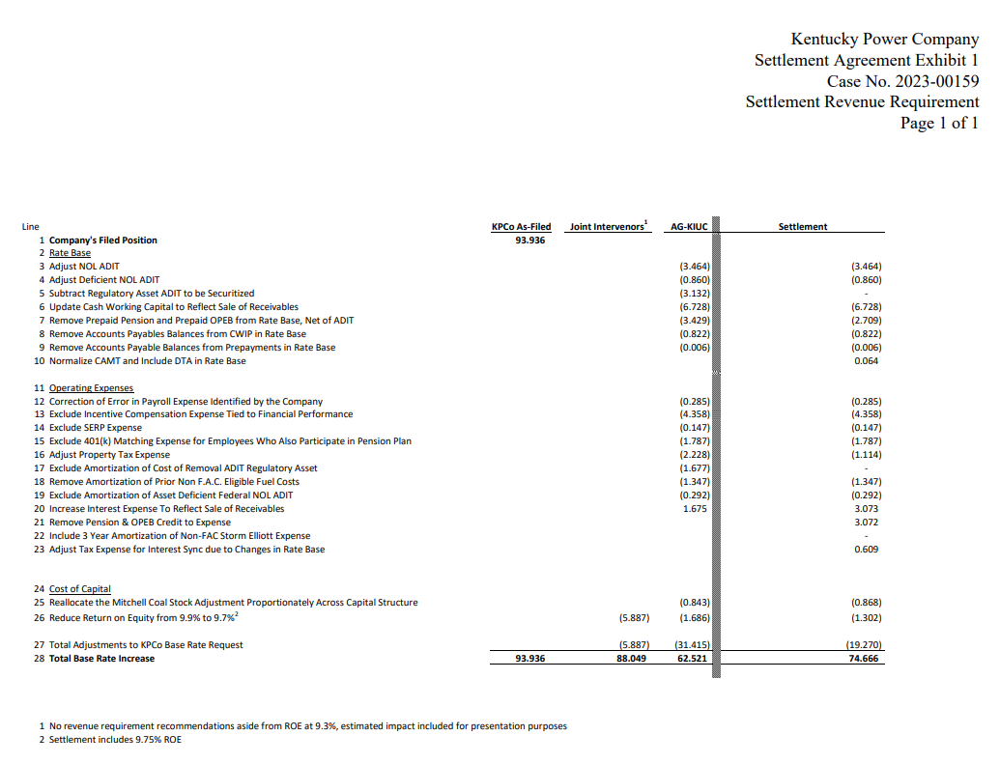 Kentucky Power Company
Settlement Agreement Exhibit 1
Case No. 2023-00159
Settlement Revenue Requirement
Page 1 of 1
Line KPCo As-Filed Joint Intervenors1 AG-KIUC Settlement
1 Company's Filed Position 93.936
2 Rate Base
3 Adjust NOL ADIT (3.464) (3.464)
4 Adjust Deficient NOL ADIT (0.860) (0.860)
5 Subtract Regulatory Asset ADIT to be Securitized (3.132) -
6 Update Cash Working Capital to Reflect Sale of Receivables (6.728) (6.728)
7 Remove Prepaid Pension and Prepaid OPEB from Rate Base, Net of ADIT (3.429) (2.709)
8 Remove Accounts Payables Balances from CWIP in Rate Base (0.822) (0.822)
9 Remove Accounts Payable Balances from Prepayments in Rate Base (0.006) (0.006)
10 Normalize CAMT and Include DTA in Rate Base 0.064
11 Operating Expenses
12 Correction of Error in Payroll Expense Identified by the Company (0.285) (0.285)
13 Exclude Incentive Compensation Expense Tied to Financial Performance (4.358) (4.358)
14 Exclude SERP Expense (0.147) (0.147)
15 Exclude 401(k) Matching Expense for Employees Who Also Participate in Pension Plan (1.787) (1.787)
16 Adjust Property Tax Expense (2.228) (1.114)
17 Exclude Amortization of Cost of Removal ADIT Regulatory Asset (1.677) -
18 Remove Amortization of Prior Non F.A.C. Eligible Fuel Costs (1.347) (1.347)
19 Exclude Amortization of Asset Deficient Federal NOL ADIT (0.292) (0.292)
20 Increase Interest Expense To Reflect Sale of Receivables 1.675 3.073
21 Remove Pension & OPEB Credit to Expense 3.072
22 Include 3 Year Amortization of Non-FAC Storm Elliott Expense -
23 Adjust Tax Expense for Interest Sync due to Changes in Rate Base 0.609
24 Cost of Capital
25 Reallocate the Mitchell Coal Stock Adjustment Proportionately Across Capital Structure (0.843) (0.868)
26 Reduce Return on Equity from 9.9% to 9.7%2 (5.887) (1.686) (1.302)
27 Total Adjustments to KPCo Base Rate Request (5.887) (31.415) (19.270)
28 Total Base Rate Increase 93.936 88.049 62.521 74.666
1 No revenue requirement recommendations aside from ROE at 9.3%, estimated impact included for presentation purposes
2 Settlement includes 9.75% ROE